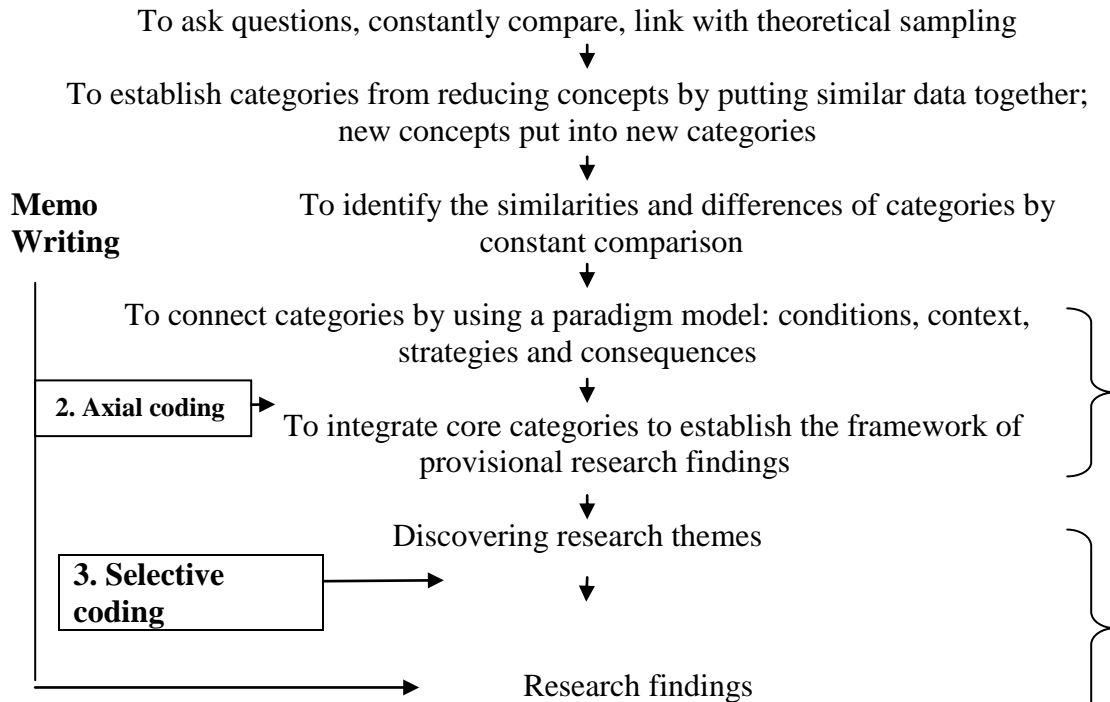 To ask questions, constantly compare, link with theoretical sampling
To establish categories from reducing concepts by putting similar data together;
new concepts put into new categories
Memo
Writing
To identify the similarities and differences of categories by
constant comparison
To connect categories by using a paradigm model: conditions, context,
strategies and consequences
2. Axial coding
To integrate core categories to establish the framework of
provisional research findings
Discovering research themes
3. Selective
coding
Research findings